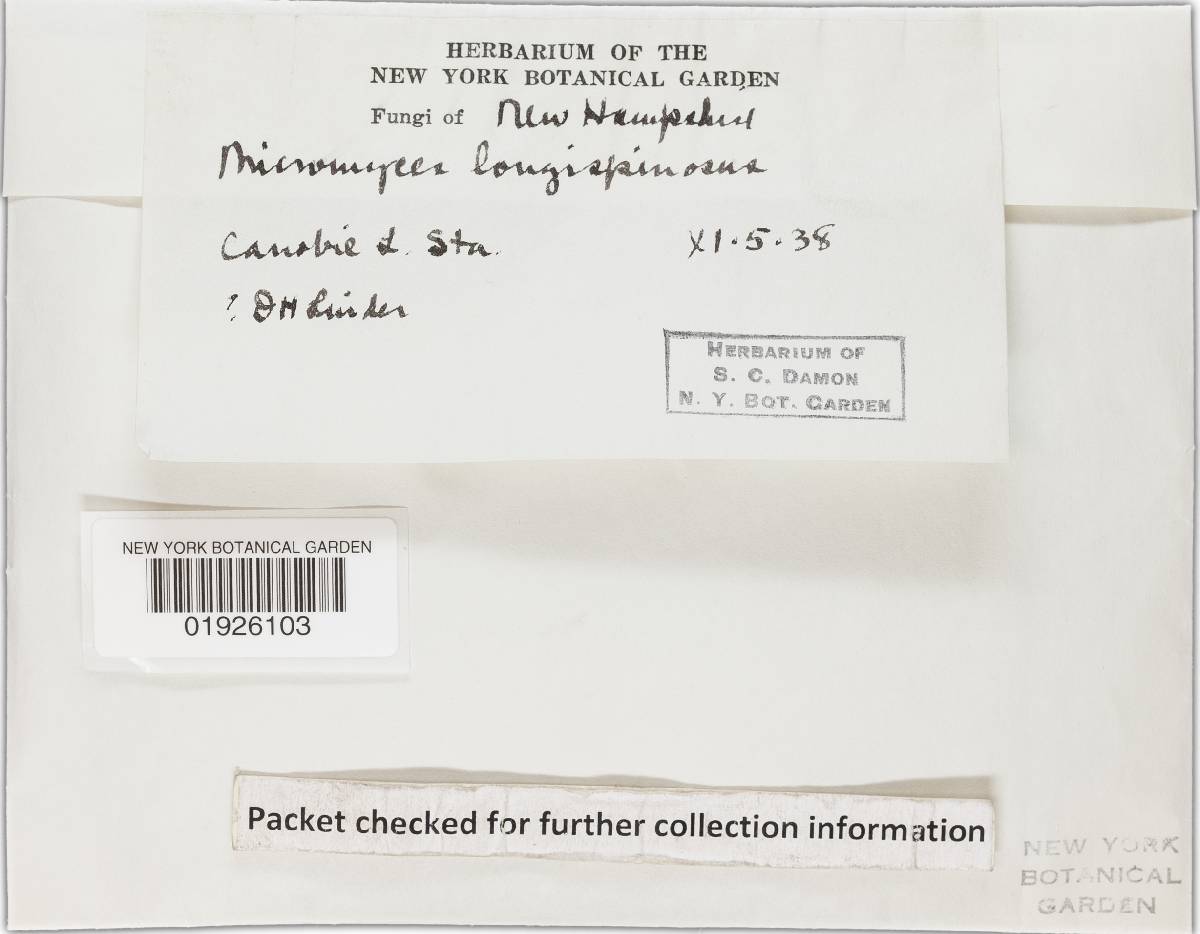 HERBARIUM OF THE
NEW YORK BOTANICAL GARDEN
Fungi of New Hampshire
Micromyces longispinosus
Canobie L. Sta. XI.5.38
? DH Linder
HERBARIUM OF
S. C. DAMON
N. Y. BOT. GARDEN
NEW YORK BOTANICAL GARDEN
01926103
Packet checked for further collection information
NEW YORK
BOTANICAL
GARDEN